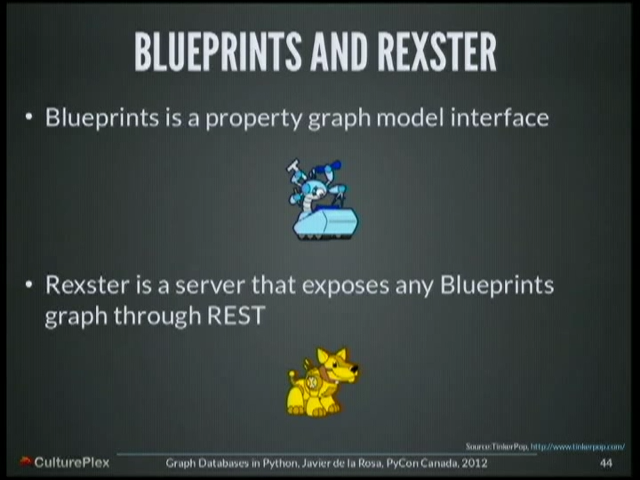 BLUEPRINTS AND REXSTER
• Blueprints is a property graph model interface
• Rexster is a server that exposes any Blueprints
graph through REST
Source: TinkerPop, http://www.tinkerpop.com/
CulturePlex
Graph Databases in Python, Javier de la Rosa, PyCon Canada, 2012
44